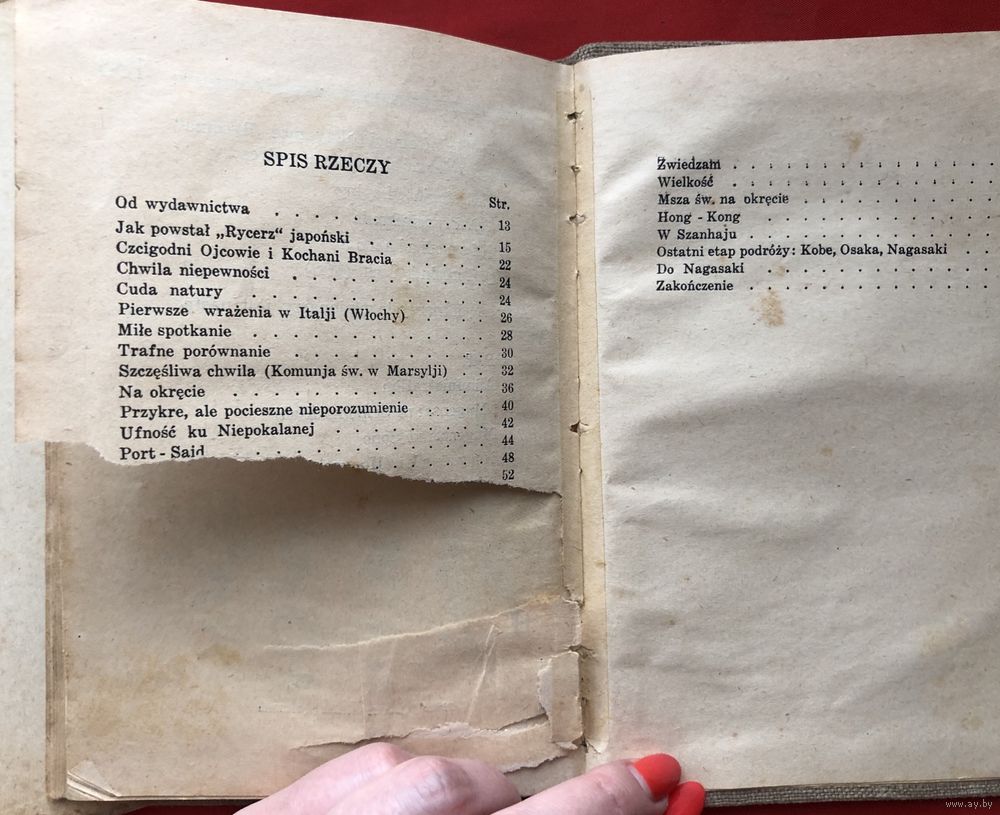 SPIS RZECZY
Str.
Od wydawnictwa . . . . . . . . 13
Jak powstał „Rycerz” japoński . . . . 15
Czcigodni Ojcowie i Kochani Bracia . . . . 22
Chwila niepewności . . . . . . . 24
Cuda natury . . . . . . . . 24
Pierwsze wrażenia w Italji (Włochy) . . . . 26
Miłe spotkanie . . . . . . . . 28
Trafne porównanie . . . . . . . 30
Szczęśliwa chwila (Komunja św. w Marsylji) . . 32
Na okręcie . . . . . . . . 36
Przykre, ale pocieszne nieporozumienie . . . . 40
Ufność ku Niepokalanej . . . . . . 42
Port - Said . . . . . . . . 44
48
52
Zwiedzam . . . . . . . . . .
Wielkość . . . . . . . . . .
Msza św. na okręcie . . . . . . . .
Hong - Kong . . . . . . . . .
W Szanhaju . . . . . . . . .
Ostatni etap podróży: Kobe, Osaka, Nagasaki . .
Do Nagasaki . . . . . . . . .
Zakończenie . . . . . . . . .
www.ay.by